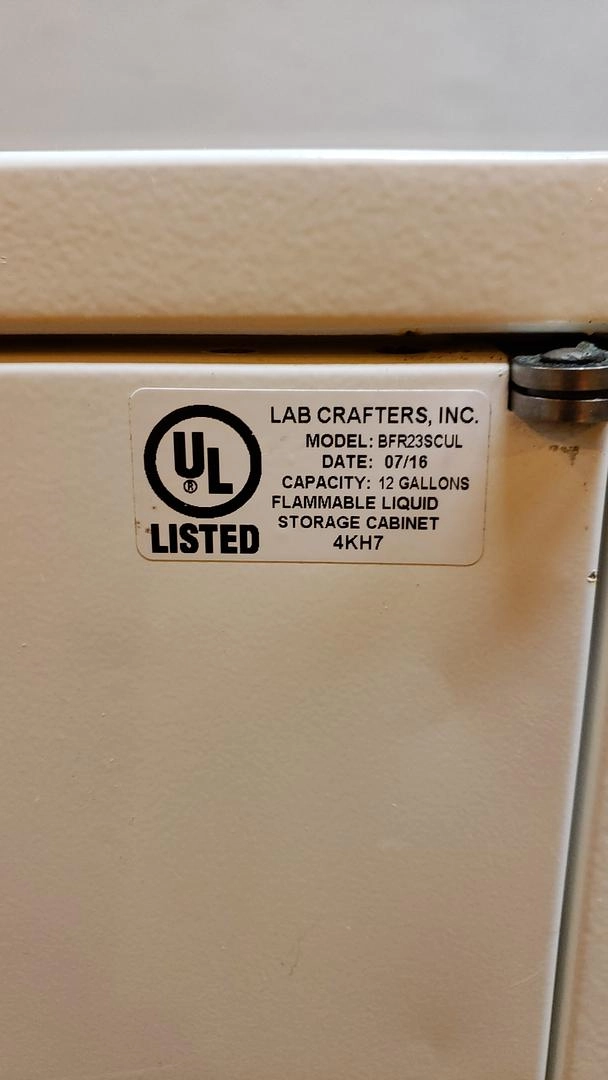 UL
®
LISTED
LAB CRAFTERS, INC.
MODEL: BFR23SCUL
DATE: 07/16
CAPACITY: 12 GALLONS
FLAMMABLE LIQUID
STORAGE CABINET
4KH7